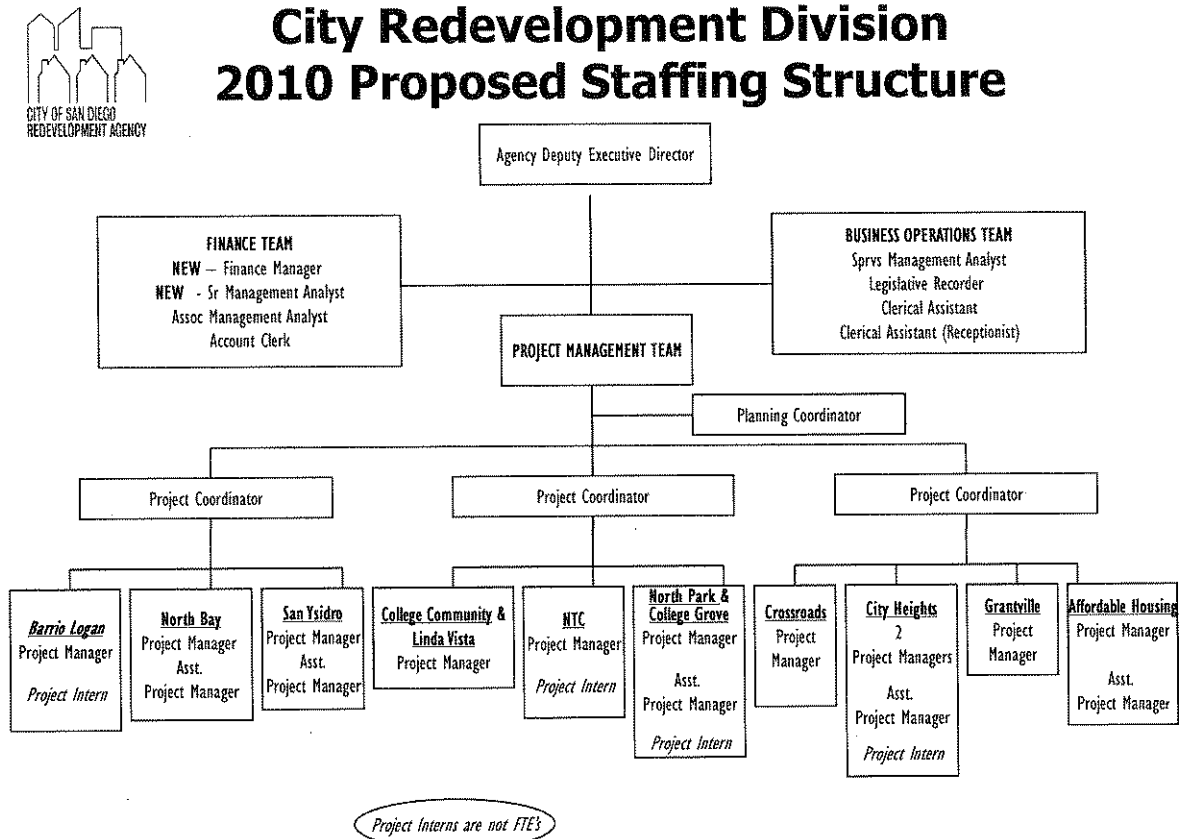 City Redevelopment Division
2010 Proposed Staffing Structure
CITY OF SAN DIEGO
REDEVELOPMENT AGENCY
Agency Deputy Executive Director
FINANCE TEAM
NEW – Finance Manager
NEW - Sr Management Analyst
Assoc Management Analyst
Account Clerk
BUSINESS OPERATIONS TEAM
Sprvs Management Analyst
Legislative Recorder
Clerical Assistant
Clerical Assistant (Receptionist)
PROJECT MANAGEMENT TEAM
Planning Coordinator
Project Coordinator
Project Coordinator
Project Coordinator
Barrio Logan
Project Manager
Project Intern
North Bay
Project Manager
Asst.
Project Manager
San Ysidro
Project Manager
Asst.
Project Manager
College Community &
Linda Vista
Project Manager
NTC
Project Manager
Project Intern
North Park &
College Grove
Project Manager
Asst.
Project Manager
Project Intern
Crossroads
Project
Manager
City Heights
2
Project Managers
Asst.
Project Manager
Project Intern
Grantville
Project
Manager
Affordable Housing
Project Manager
Asst.
Project Manager
Project Interns are not FTE's